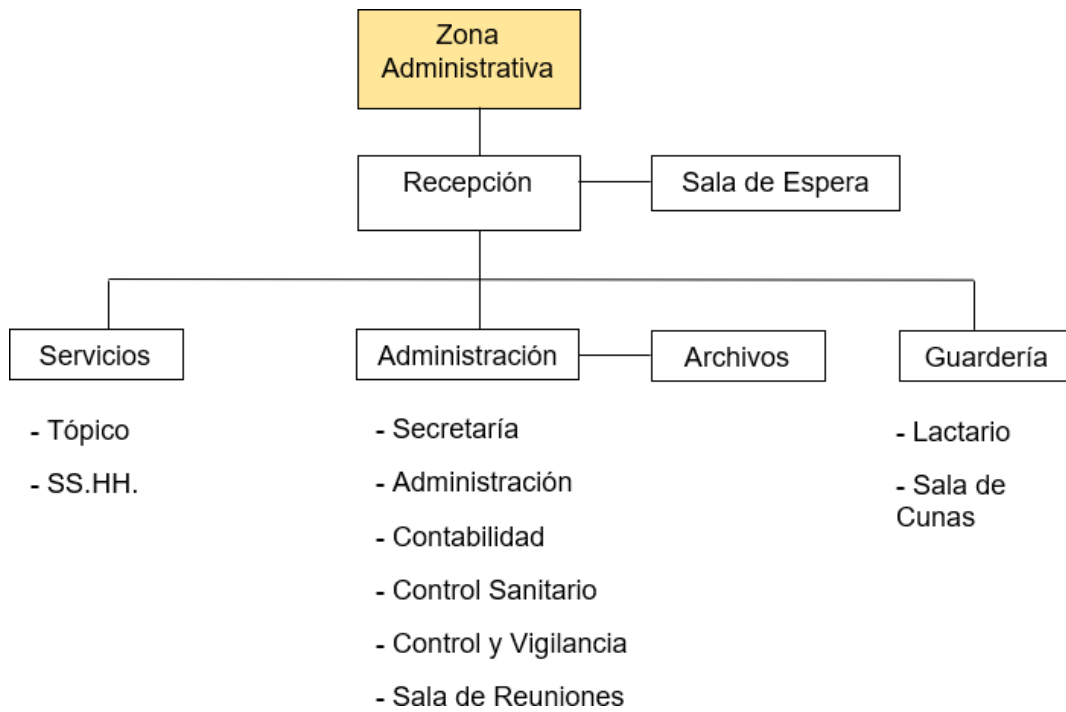 Zona
Administrativa
Recepción
Sala de Espera
Servicios
Administración
Archivos
Guardería
- Tópico
- SS.HH.
- Secretaría
- Administración
- Contabilidad
- Control Sanitario
- Control y Vigilancia
- Sala de Reuniones
- Lactario
- Sala de
Cunas